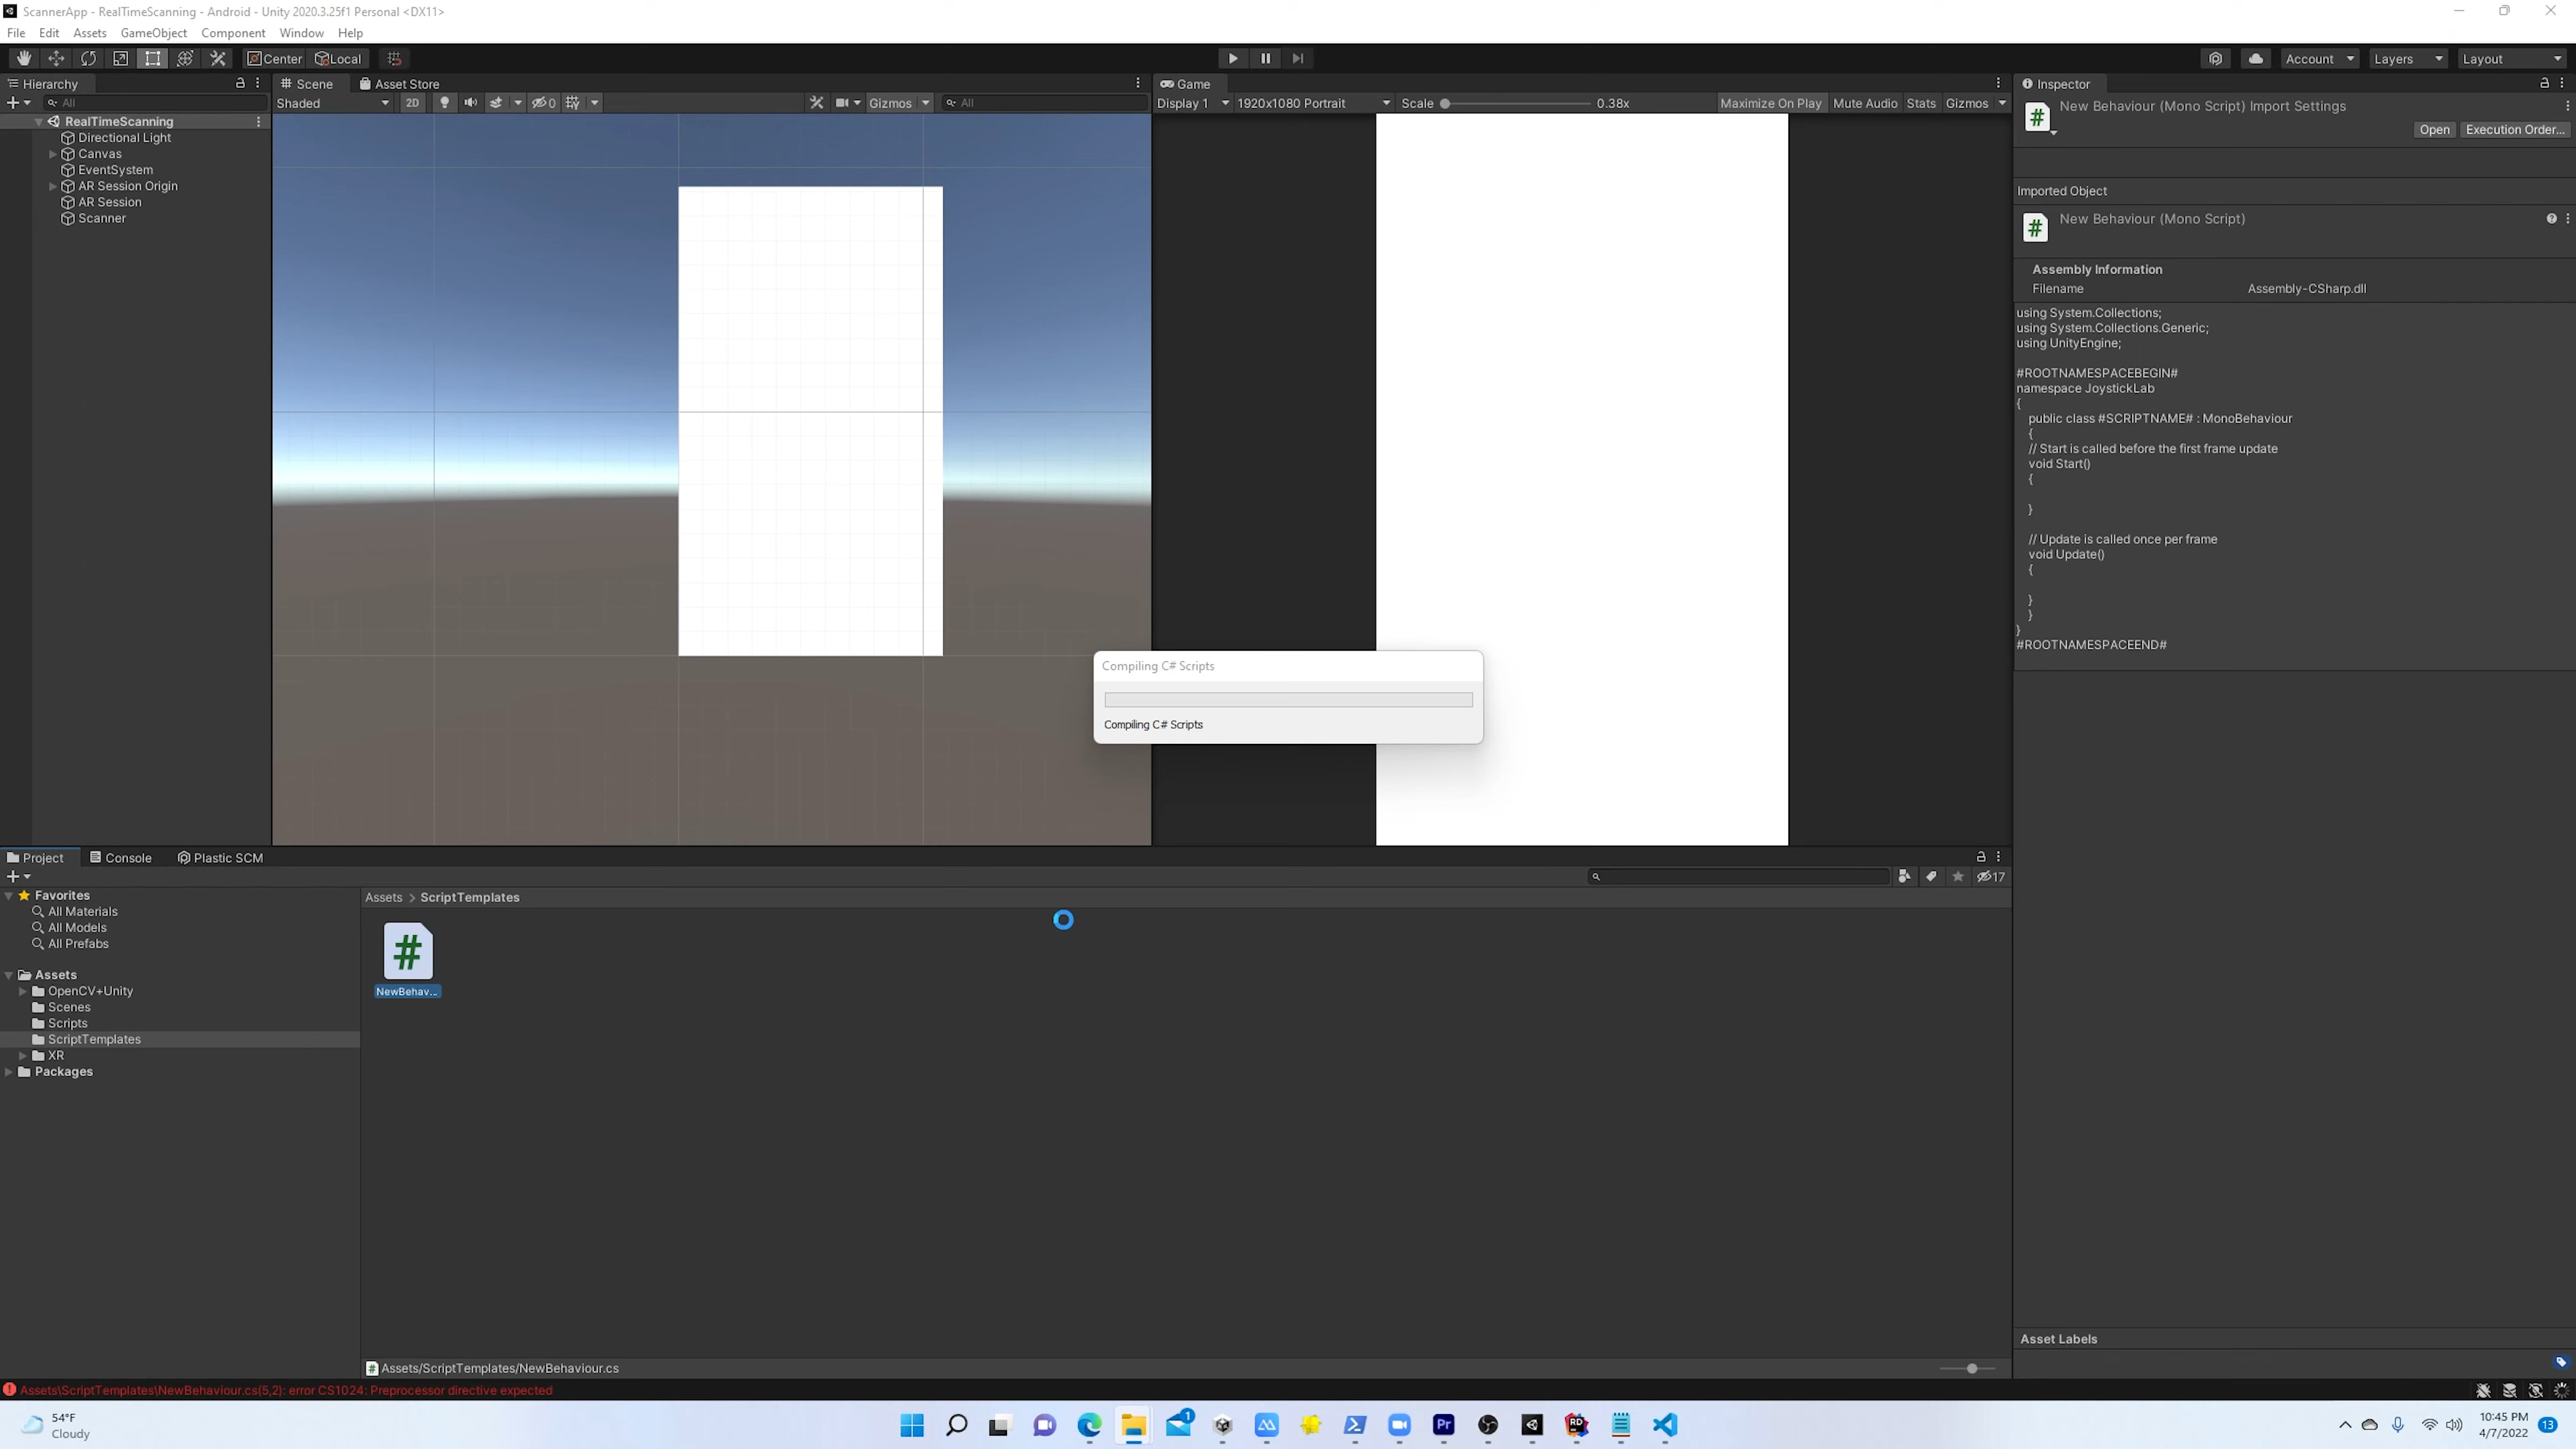 ScannerApp - RealTimeScanning - Android - Unity 2020.3.25f1 Personal <DX11>
File Edit Assets GameObject Component Window Help
Center Local Account Layers Layout
Hierarchy
All
RealTimeScanning
Directional Light
Canvas
EventSystem
AR Session Origin
AR Session
Scanner
Scene Asset Store
Shaded 2D 0 Gizmos All
Game
Display 1 1920x1080 Portrait Scale 0.38x Maximize On Play Mute Audio Stats Gizmos
Compiling C# Scripts
Compiling C# Scripts
Inspector
New Behaviour (Mono Script) Import Settings
Open Execution Order...
Imported Object
New Behaviour (Mono Script)
Assembly Information
Filename Assembly-CSharp.dll
using System.Collections;
using System.Collections.Generic;
using UnityEngine;
#ROOTNAMESPACEBEGIN#
namespace JoystickLab
{
public class #SCRIPTNAME# : MonoBehaviour
{
// Start is called before the first frame update
void Start()
{
}
// Update is called once per frame
void Update()
{
}
}
}
#ROOTNAMESPACEEND#
Asset Labels
Project Console Plastic SCM
17
Favorites
All Materials
All Models
All Prefabs
Assets
OpenCV+Unity
Scenes
Scripts
ScriptTemplates
XR
Packages
Assets > ScriptTemplates
#
NewBehav...
Assets/ScriptTemplates/NewBehaviour.cs
Assets\ScriptTemplates\NewBehaviour.cs(5,2): error CS1024: Preprocessor directive expected
54°F
Cloudy
1
Pr
RD
10:45 PM
4/7/2022
13